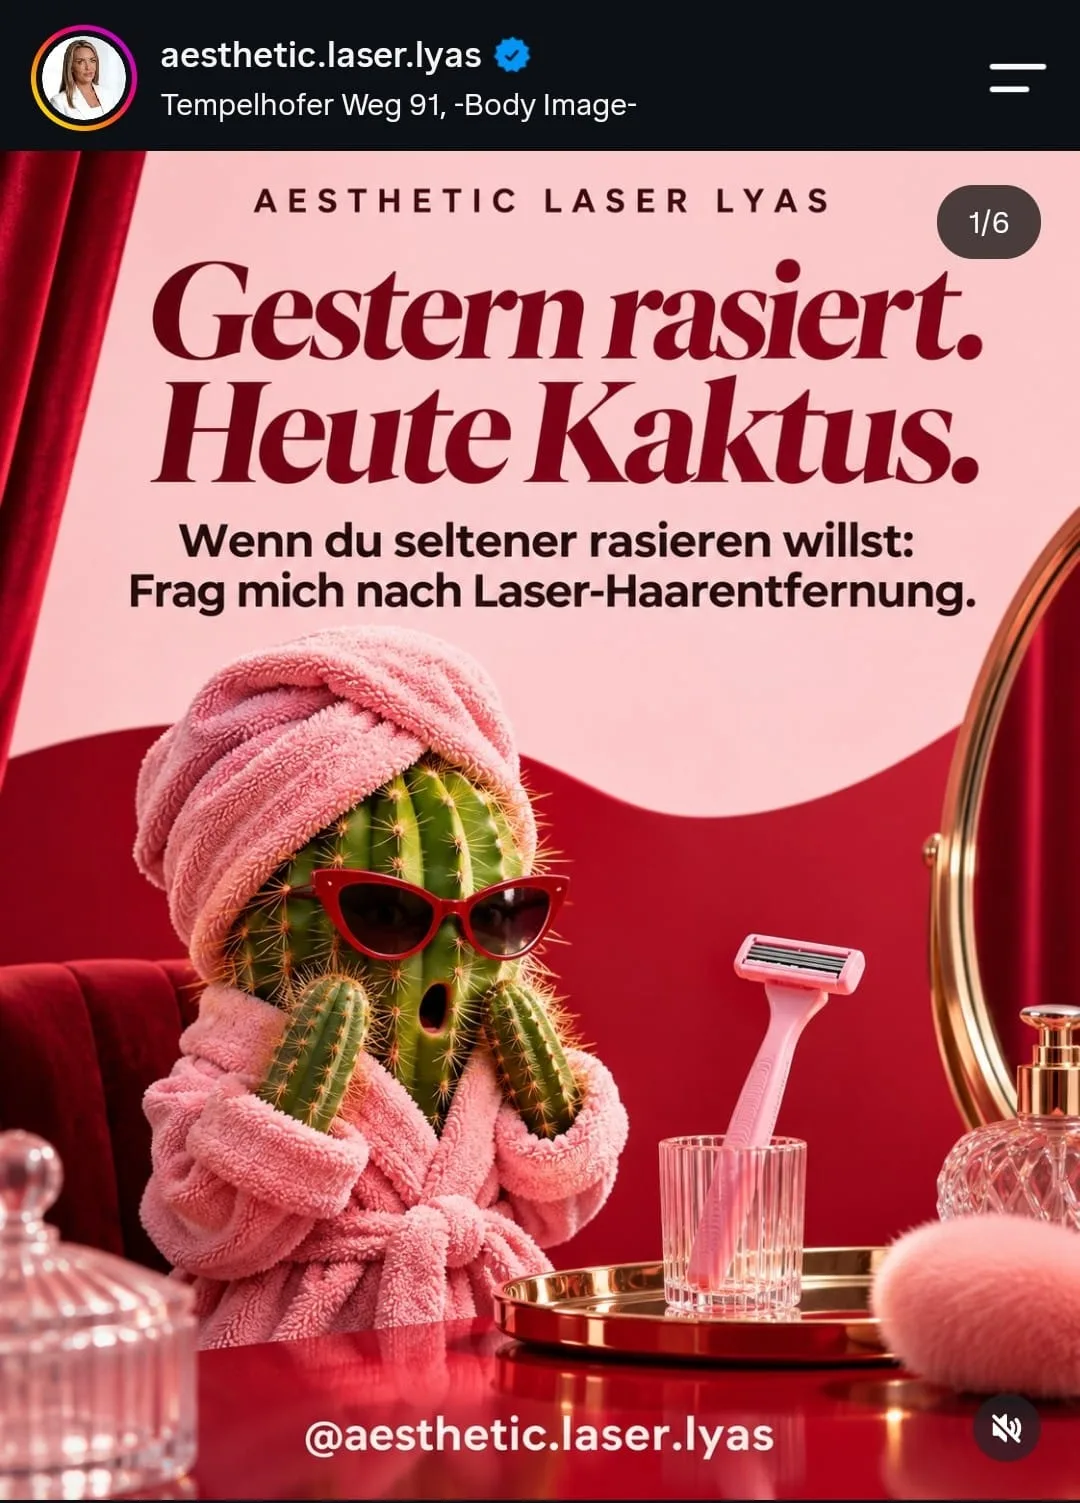 aesthetic.laser.lyas
Tempelhofer Weg 91, -Body Image-
AESTHETIC LASER LYAS
1/6
Gestern rasiert.
Heute Kaktus.
Wenn du seltener rasieren willst:
Frag mich nach Laser-Haarentfernung.
@aesthetic.laser.lyas